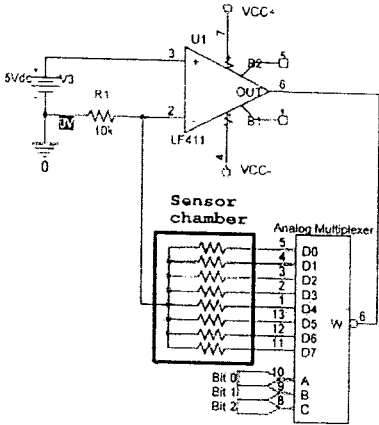 VCC+
U1
7
5
B2
3
+
6
OUT
5Vdc
V3
R1
2
-
B1
0V
10k
LF411
4
VCC-
0
Sensor
chamber
Analog Multiplexer
5 D0
4 D1
3 D2
2 D3
1 D4
W 6
13 D5
12 D6
11 D7
Bit 0 10 A
Bit 1 9 B
Bit 2 8 C